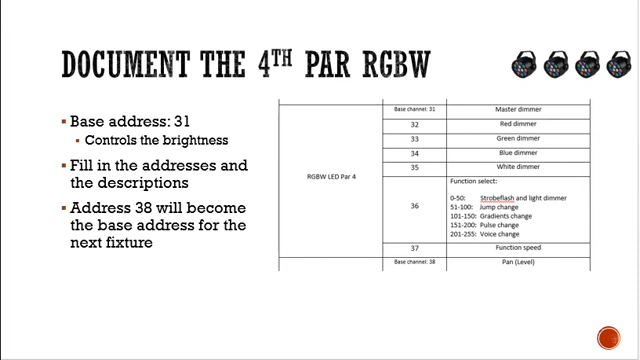 DOCUMENT THE 4TH PAR RGBW
Base address: 31
Controls the brightness
Fill in the addresses and
the descriptions
Address 38 will become
the base address for the
next fixture
RGBW LED Par 4
Base channel: 31 Master dimmer
32 Red dimmer
33 Green dimmer
34 Blue dimmer
35 White dimmer
36
Function select:
0-50: Strobeflash and light dimmer
51-100: Jump change
101-150: Gradients change
151-200: Pulse change
201-255: Voice change
37 Function speed
Base channel: 38 Pan (Level)